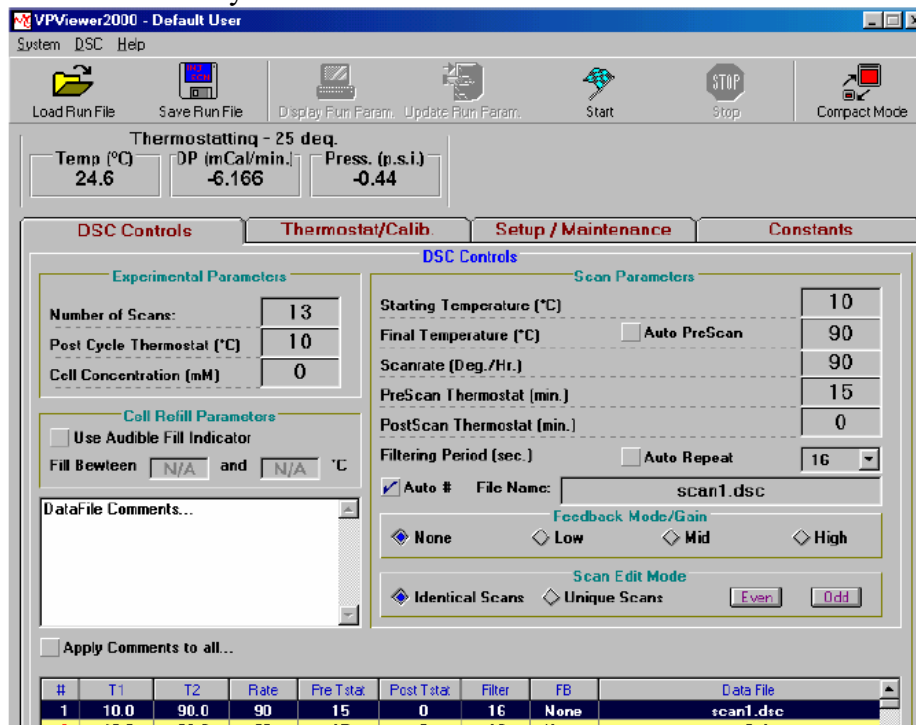 VPViewer2000 - Default User
System DSC Help
Load Run File Save Run File Display Run Param. Update Run Param. Start Stop Compact Mode
STOP
Thermostatting - 25 deq.
Temp (°C) DP (mCal/min.) Press. (p.s.i.)
24.6 -6.166 -0.44
DSC Controls Thermostat/Calib. Setup / Maintenance Constants
DSC Controls
Experimental Parameters
Number of Scans: 13
Post Cycle Thermostat (°C) 10
Cell Concentration (mM) 0
Cell Refill Parameters
Use Audible Fill Indicator
Fill Bewteen N/A and N/A °C
DataFile Comments...
Apply Comments to all...
Scan Parameters
Starting Temperature (°C) 10
Final Temperature (°C) Auto PreScan 90
Scanrate (Deg./Hr.) 90
PreScan Thermostat (min.) 15
PostScan Thermostat (min.) 0
Filtering Period (sec.) Auto Repeat 16
Auto # File Name: scan1.dsc
Feedback Mode/Gain
None Low Mid High
Scan Edit Mode
Identical Scans Unique Scans Even Odd
# T1 T2 Rate Pre Tstat Post Tstat Filter FB Data File
1 10.0 90.0 90 15 0 16 None scan1.dsc